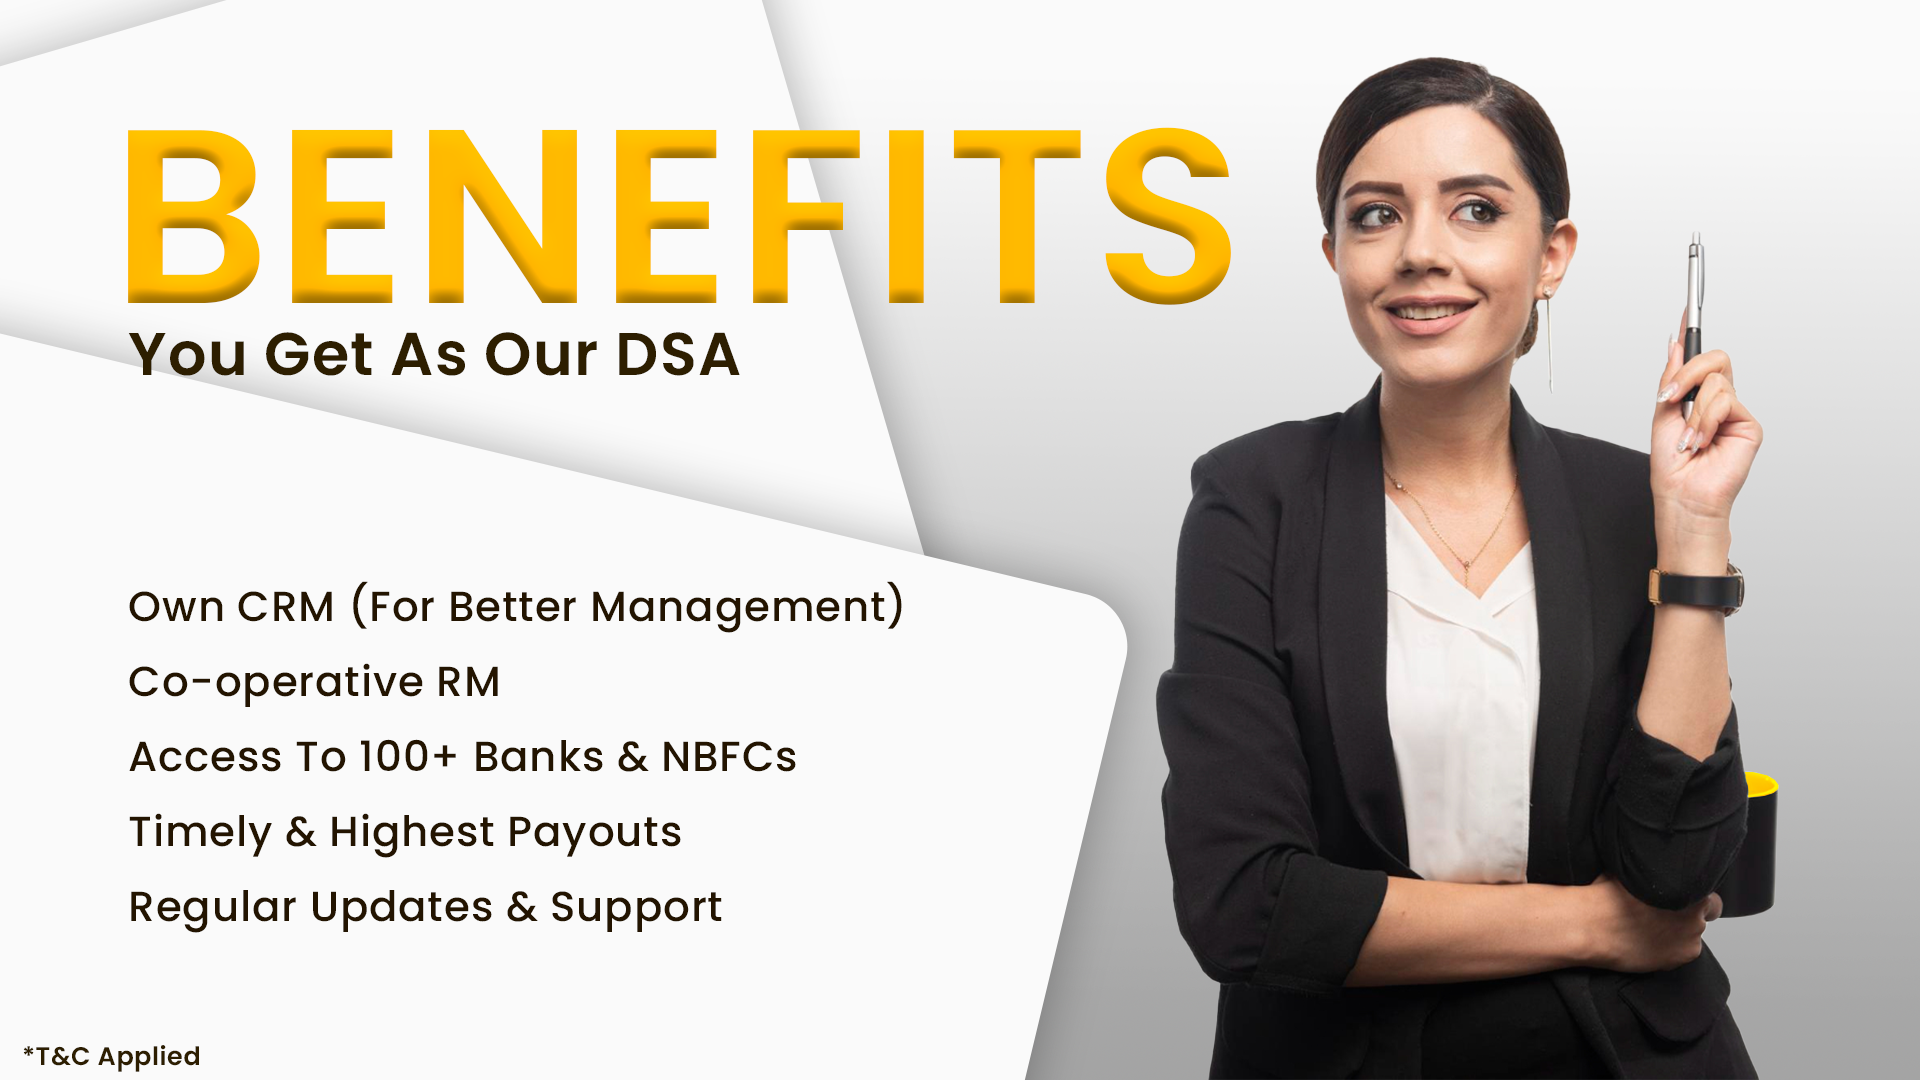 BENEFITS
You Get As Our DSA
Own CRM (For Better Management)
Co-operative RM
Access To 100+ Banks & NBFCs
Timely & Highest Payouts
Regular Updates & Support
*T&C Applied